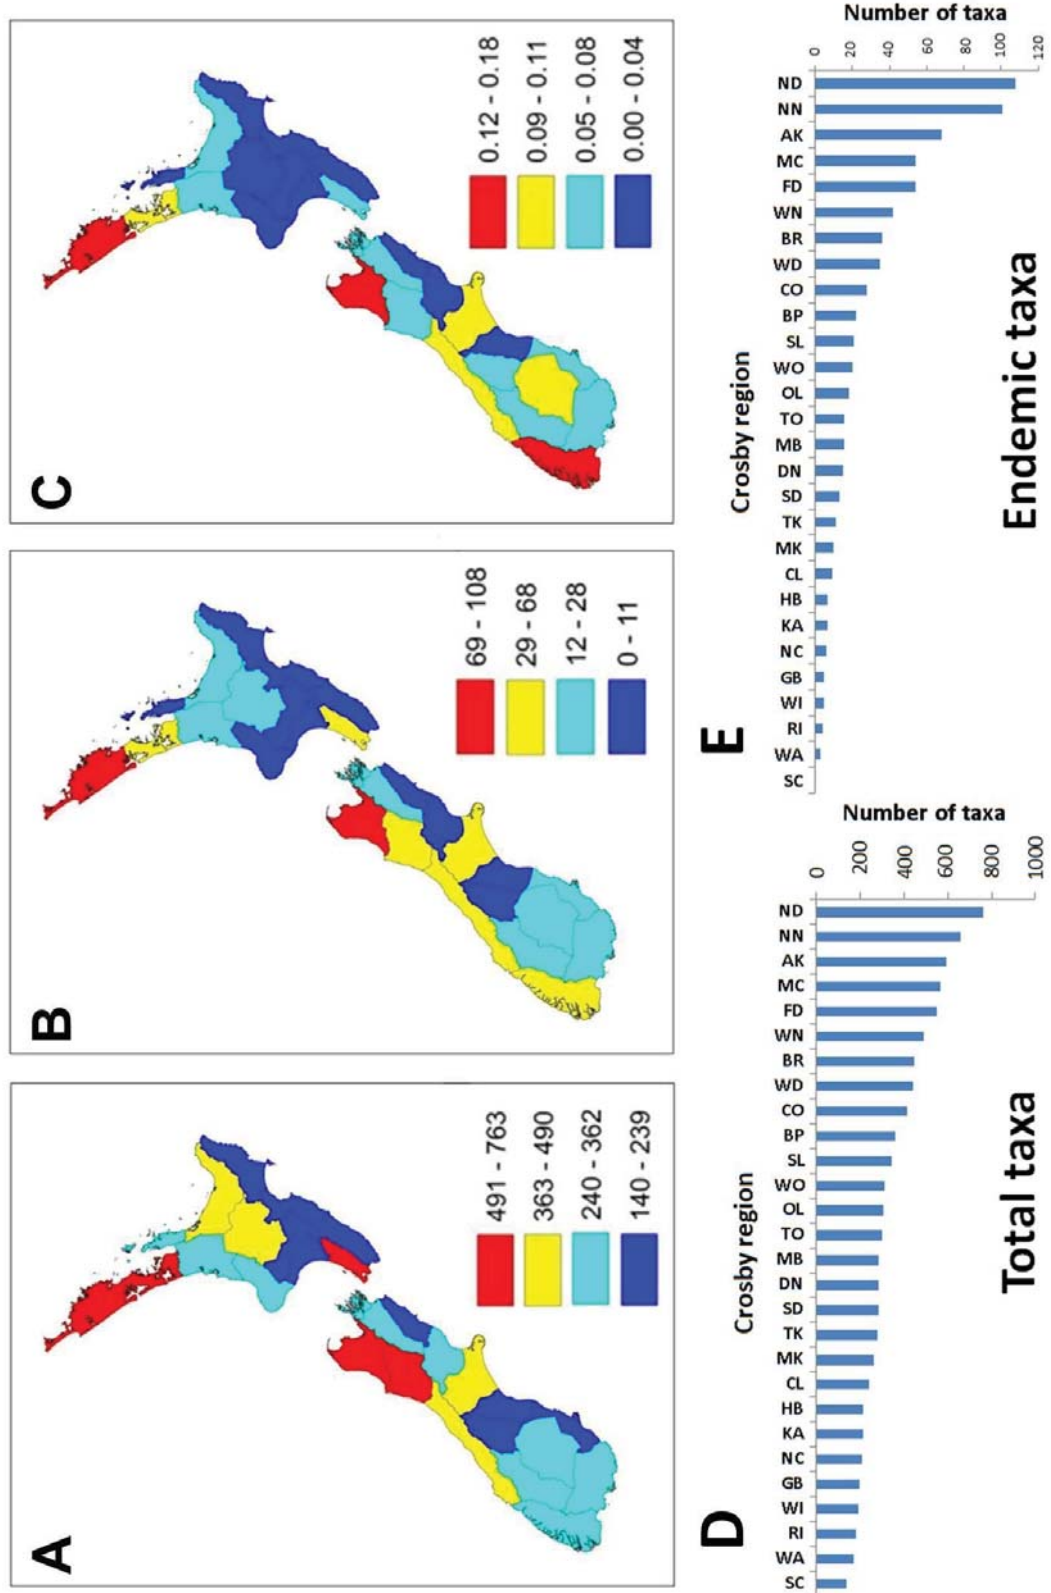 A
491 - 763
363 - 490
240 - 362
140 - 239
B
69 - 108
29 - 68
12 - 28
0 - 11
C
0.12 - 0.18
0.09 - 0.11
0.05 - 0.08
0.00 - 0.04
D
Crosby region
SC
WA
RI
WI
GB
NC
KA
HB
CL
MK
TK
SD
DN
MB
TO
OL
WO
SL
BP
CO
WD
BR
WN
FD
MC
AK
NN
ND
0
200
400
600
800
1000
Number of taxa
Total taxa
E
Crosby region
SC
WA
RI
WI
GB
NC
KA
HB
CL
MK
TK
SD
DN
MB
TO
OL
WO
SL
BP
CO
WD
BR
WN
FD
MC
AK
NN
ND
0
20
40
60
80
100
120
Number of taxa
Endemic taxa